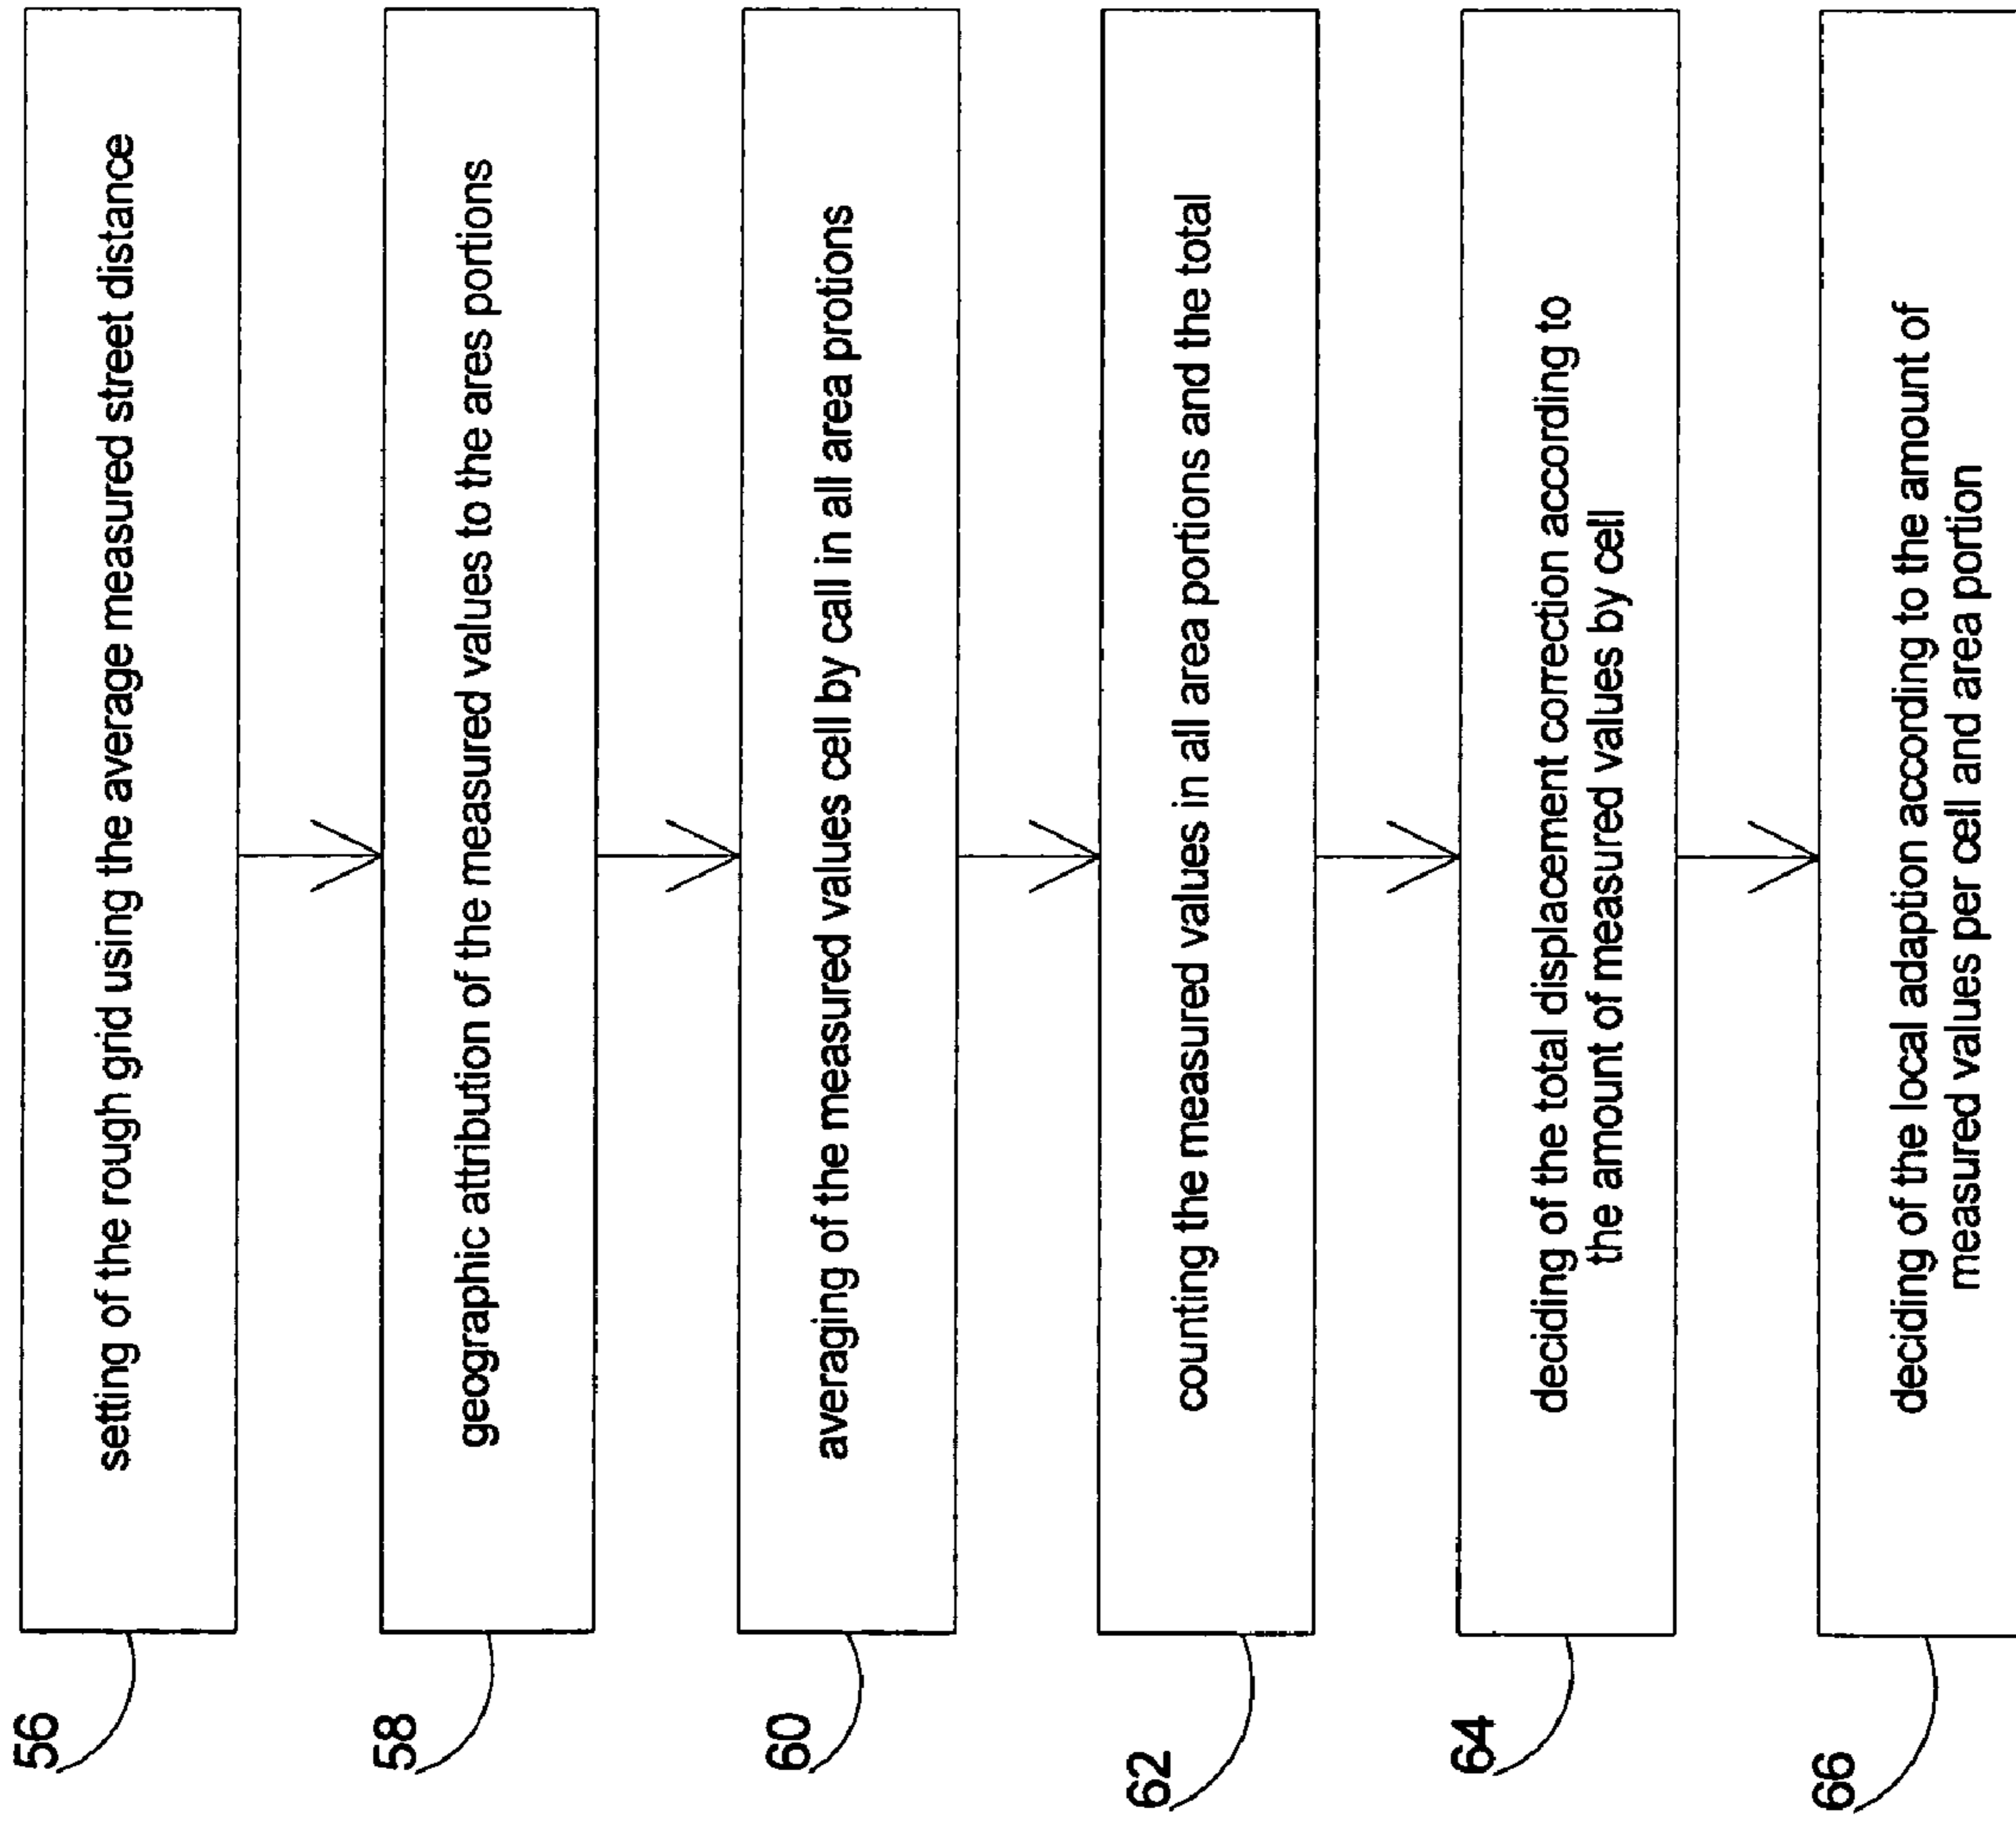 56
setting of the rough grid using the average measured street distance
58
geographic attribution of the measured values to the ares portions
60
averaging of the measured values cell by call in all area protions
62
counting the measured values in all area portions and the total
64
deciding of the total displacement correction according to
the amount of measured values by cell
66
deciding of the local adaption according to the amount of
measured values per cell and area portion